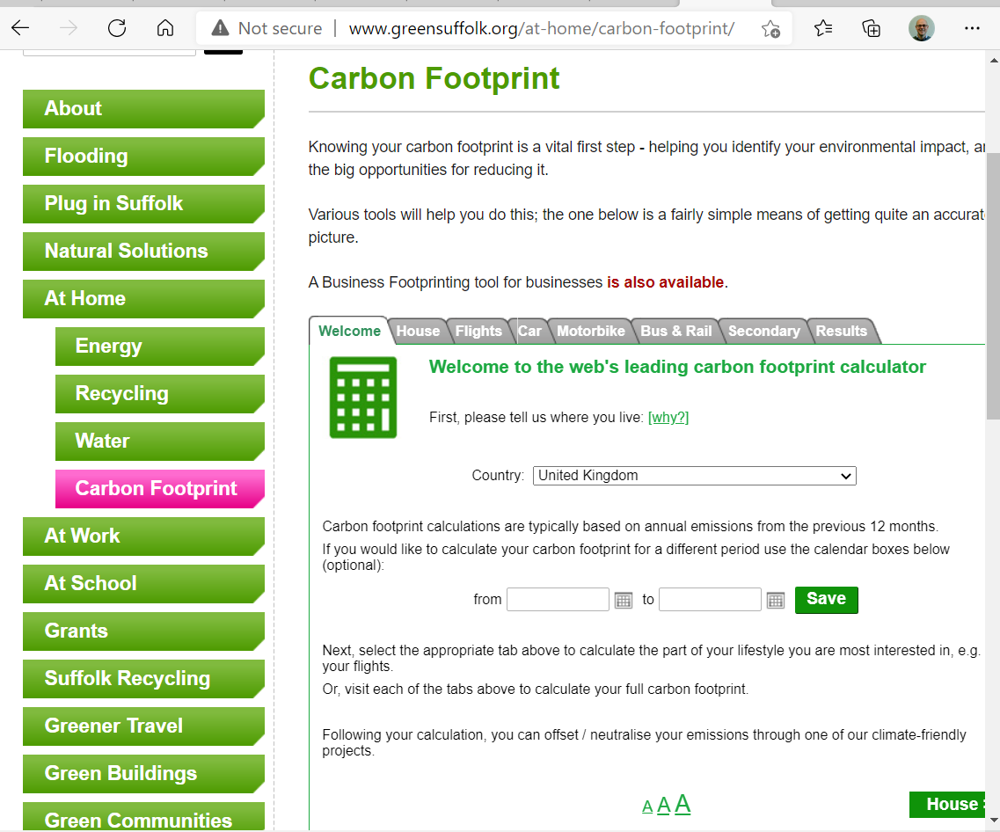 Not secure | www.greensuffolk.org/at-home/carbon-footprint/
About
Flooding
Plug in Suffolk
Natural Solutions
At Home
Energy
Recycling
Water
Carbon Footprint
At Work
At School
Grants
Suffolk Recycling
Greener Travel
Green Buildings
Green Communities
Carbon Footprint
Knowing your carbon footprint is a vital first step - helping you identify your environmental impact,
the big opportunities for reducing it.
Various tools will help you do this; the one below is a fairly simple means of getting quite an accurat
picture.
A Business Footprinting tool for businesses is also available.
Welcome House Flights Car Motorbike Bus & Rail Secondary Results
Welcome to the web's leading carbon footprint calculator
First, please tell us where you live: [why?]
Country: United Kingdom
Carbon footprint calculations are typically based on annual emissions from the previous 12 months.
If you would like to calculate your carbon footprint for a different period use the calendar boxes below
(optional):
from to Save
Next, select the appropriate tab above to calculate the part of your lifestyle you are most interested in, e.g.
your flights.
Or, visit each of the tabs above to calculate your full carbon footprint.
Following your calculation, you can offset / neutralise your emissions through one of our climate-friendly
projects.
A A A
House